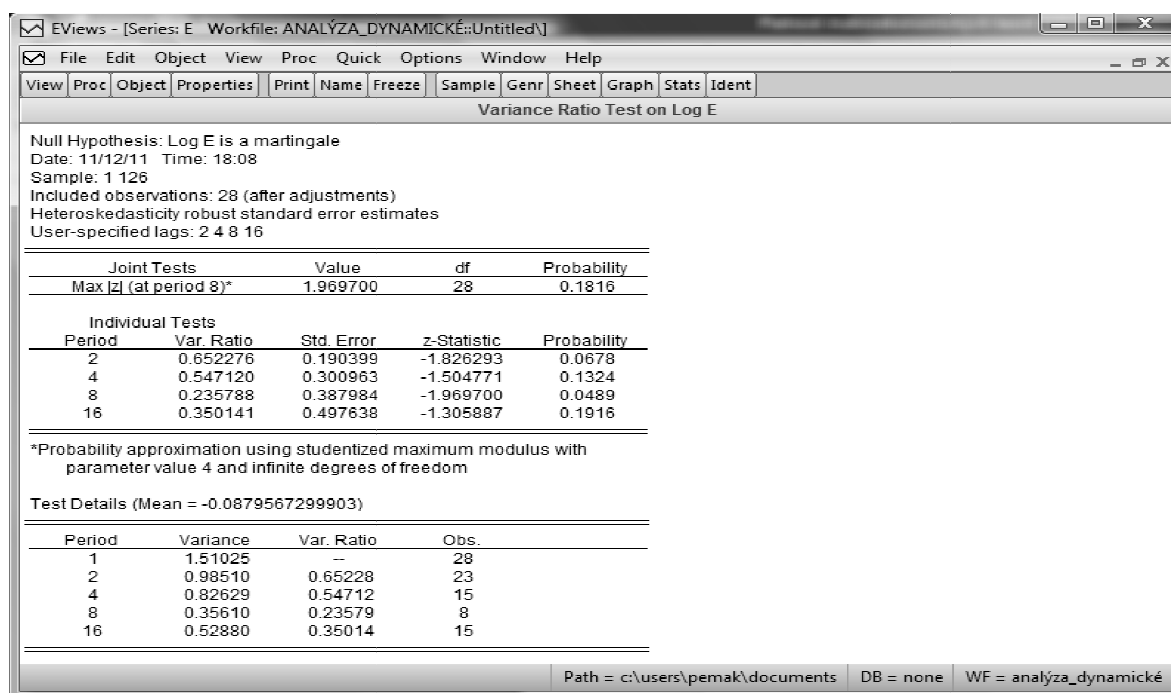 EViews - [Series: E Workfile: ANALÝZA_DYNAMICKÉ::Untitled\]
File Edit Object View Proc Quick Options Window Help
View Proc Object Properties Print Name Freeze Sample Genr Sheet Graph Stats Ident
Variance Ratio Test on Log E
Null Hypothesis: Log E is a martingale
Date: 11/12/11 Time: 18:08
Sample: 1 126
Included observations: 28 (after adjustments)
Heteroskedasticity robust standard error estimates
User-specified lags: 2 4 8 16
Joint Tests Value df Probability
Max |z| (at period 8)* 1.969700 28 0.1816
Individual Tests
Period Var. Ratio Std. Error z-Statistic Probability
2 0.652276 0.190399 -1.826293 0.0678
4 0.547120 0.300963 -1.504771 0.1324
8 0.235788 0.387984 -1.969700 0.0489
16 0.350141 0.497638 -1.305887 0.1916
*Probability approximation using studentized maximum modulus with
parameter value 4 and infinite degrees of freedom
Test Details (Mean = -0.0879567299903)
Period Variance Var. Ratio Obs.
1 1.51025 -- 28
2 0.98510 0.65228 23
4 0.82629 0.54712 15
8 0.35610 0.23579 8
16 0.52880 0.35014 15
Path = c:\users\pemak\documents DB = none WF = analýza_dynamické